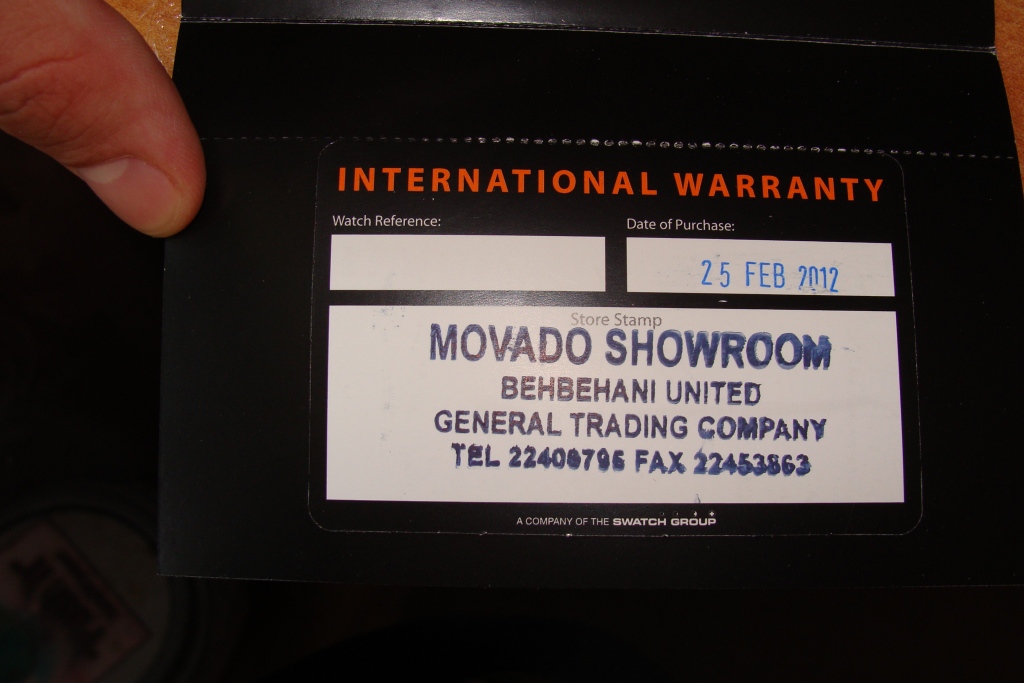 INTERNATIONAL WARRANTY
Watch Reference:
Date of Purchase:
25 FEB 2012
Store Stamp
MOVADO SHOWROOM
BEHBEHANI UNITED
GENERAL TRADING COMPANY
TEL FAX 22453863
A COMPANY OF THE SWATCH GROUP